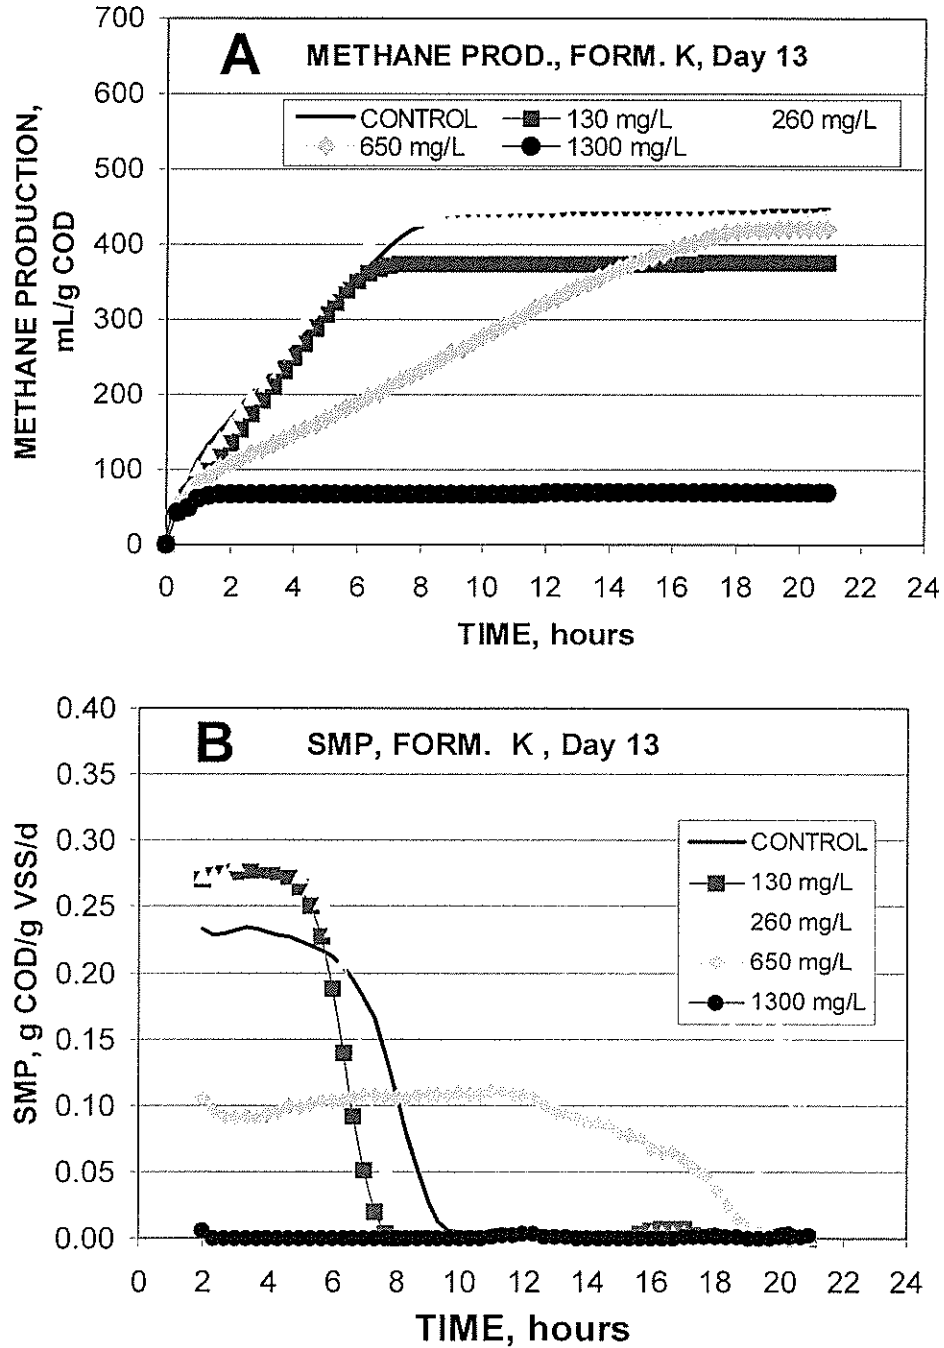 A METHANE PROD., FORM. K, Day 13
700
600
500
400
300
200
100
0
METHANE PRODUCTION,
mL/g COD
CONTROL 130 mg/L 260 mg/L
650 mg/L 1300 mg/L
0 2 4 6 8 10 12 14 16 18 20 22 24
TIME, hours
B SMP, FORM. K , Day 13
0.40
0.35
0.30
0.25
0.20
0.15
0.10
0.05
0.00
SMP, g COD/g VSS/d
CONTROL
130 mg/L
260 mg/L
650 mg/L
1300 mg/L
0 2 4 6 8 10 12 14 16 18 20 22 24
TIME, hours